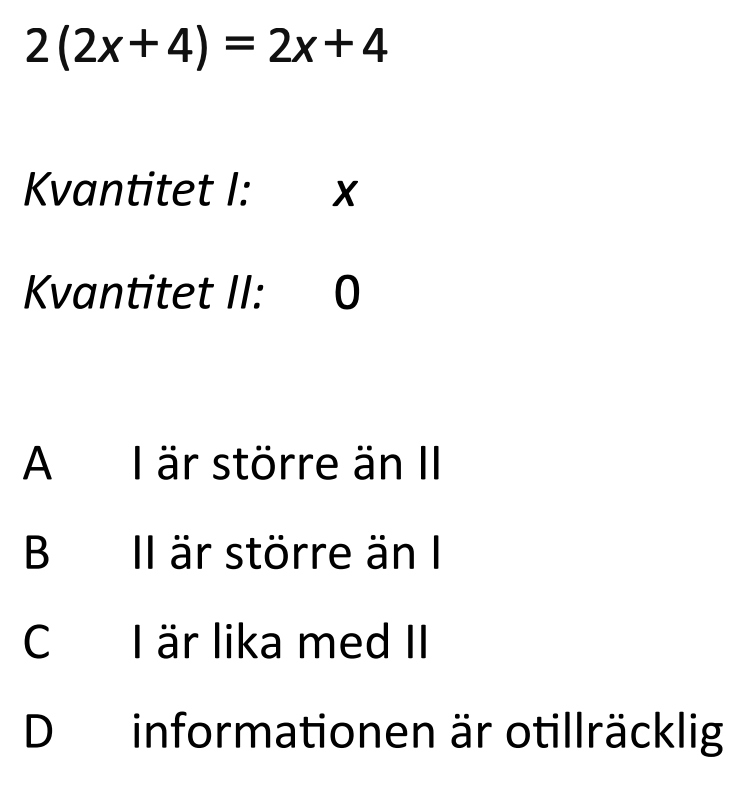 2(2x+4) = 2x+4
Kvantitet I: x
Kvantitet II: 0
A I är större än II
B II är större än I
C I är lika med II
D informationen är otillräcklig